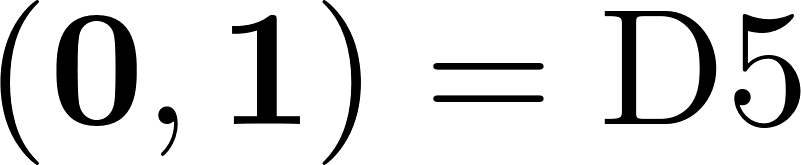 (0, 1) = D5